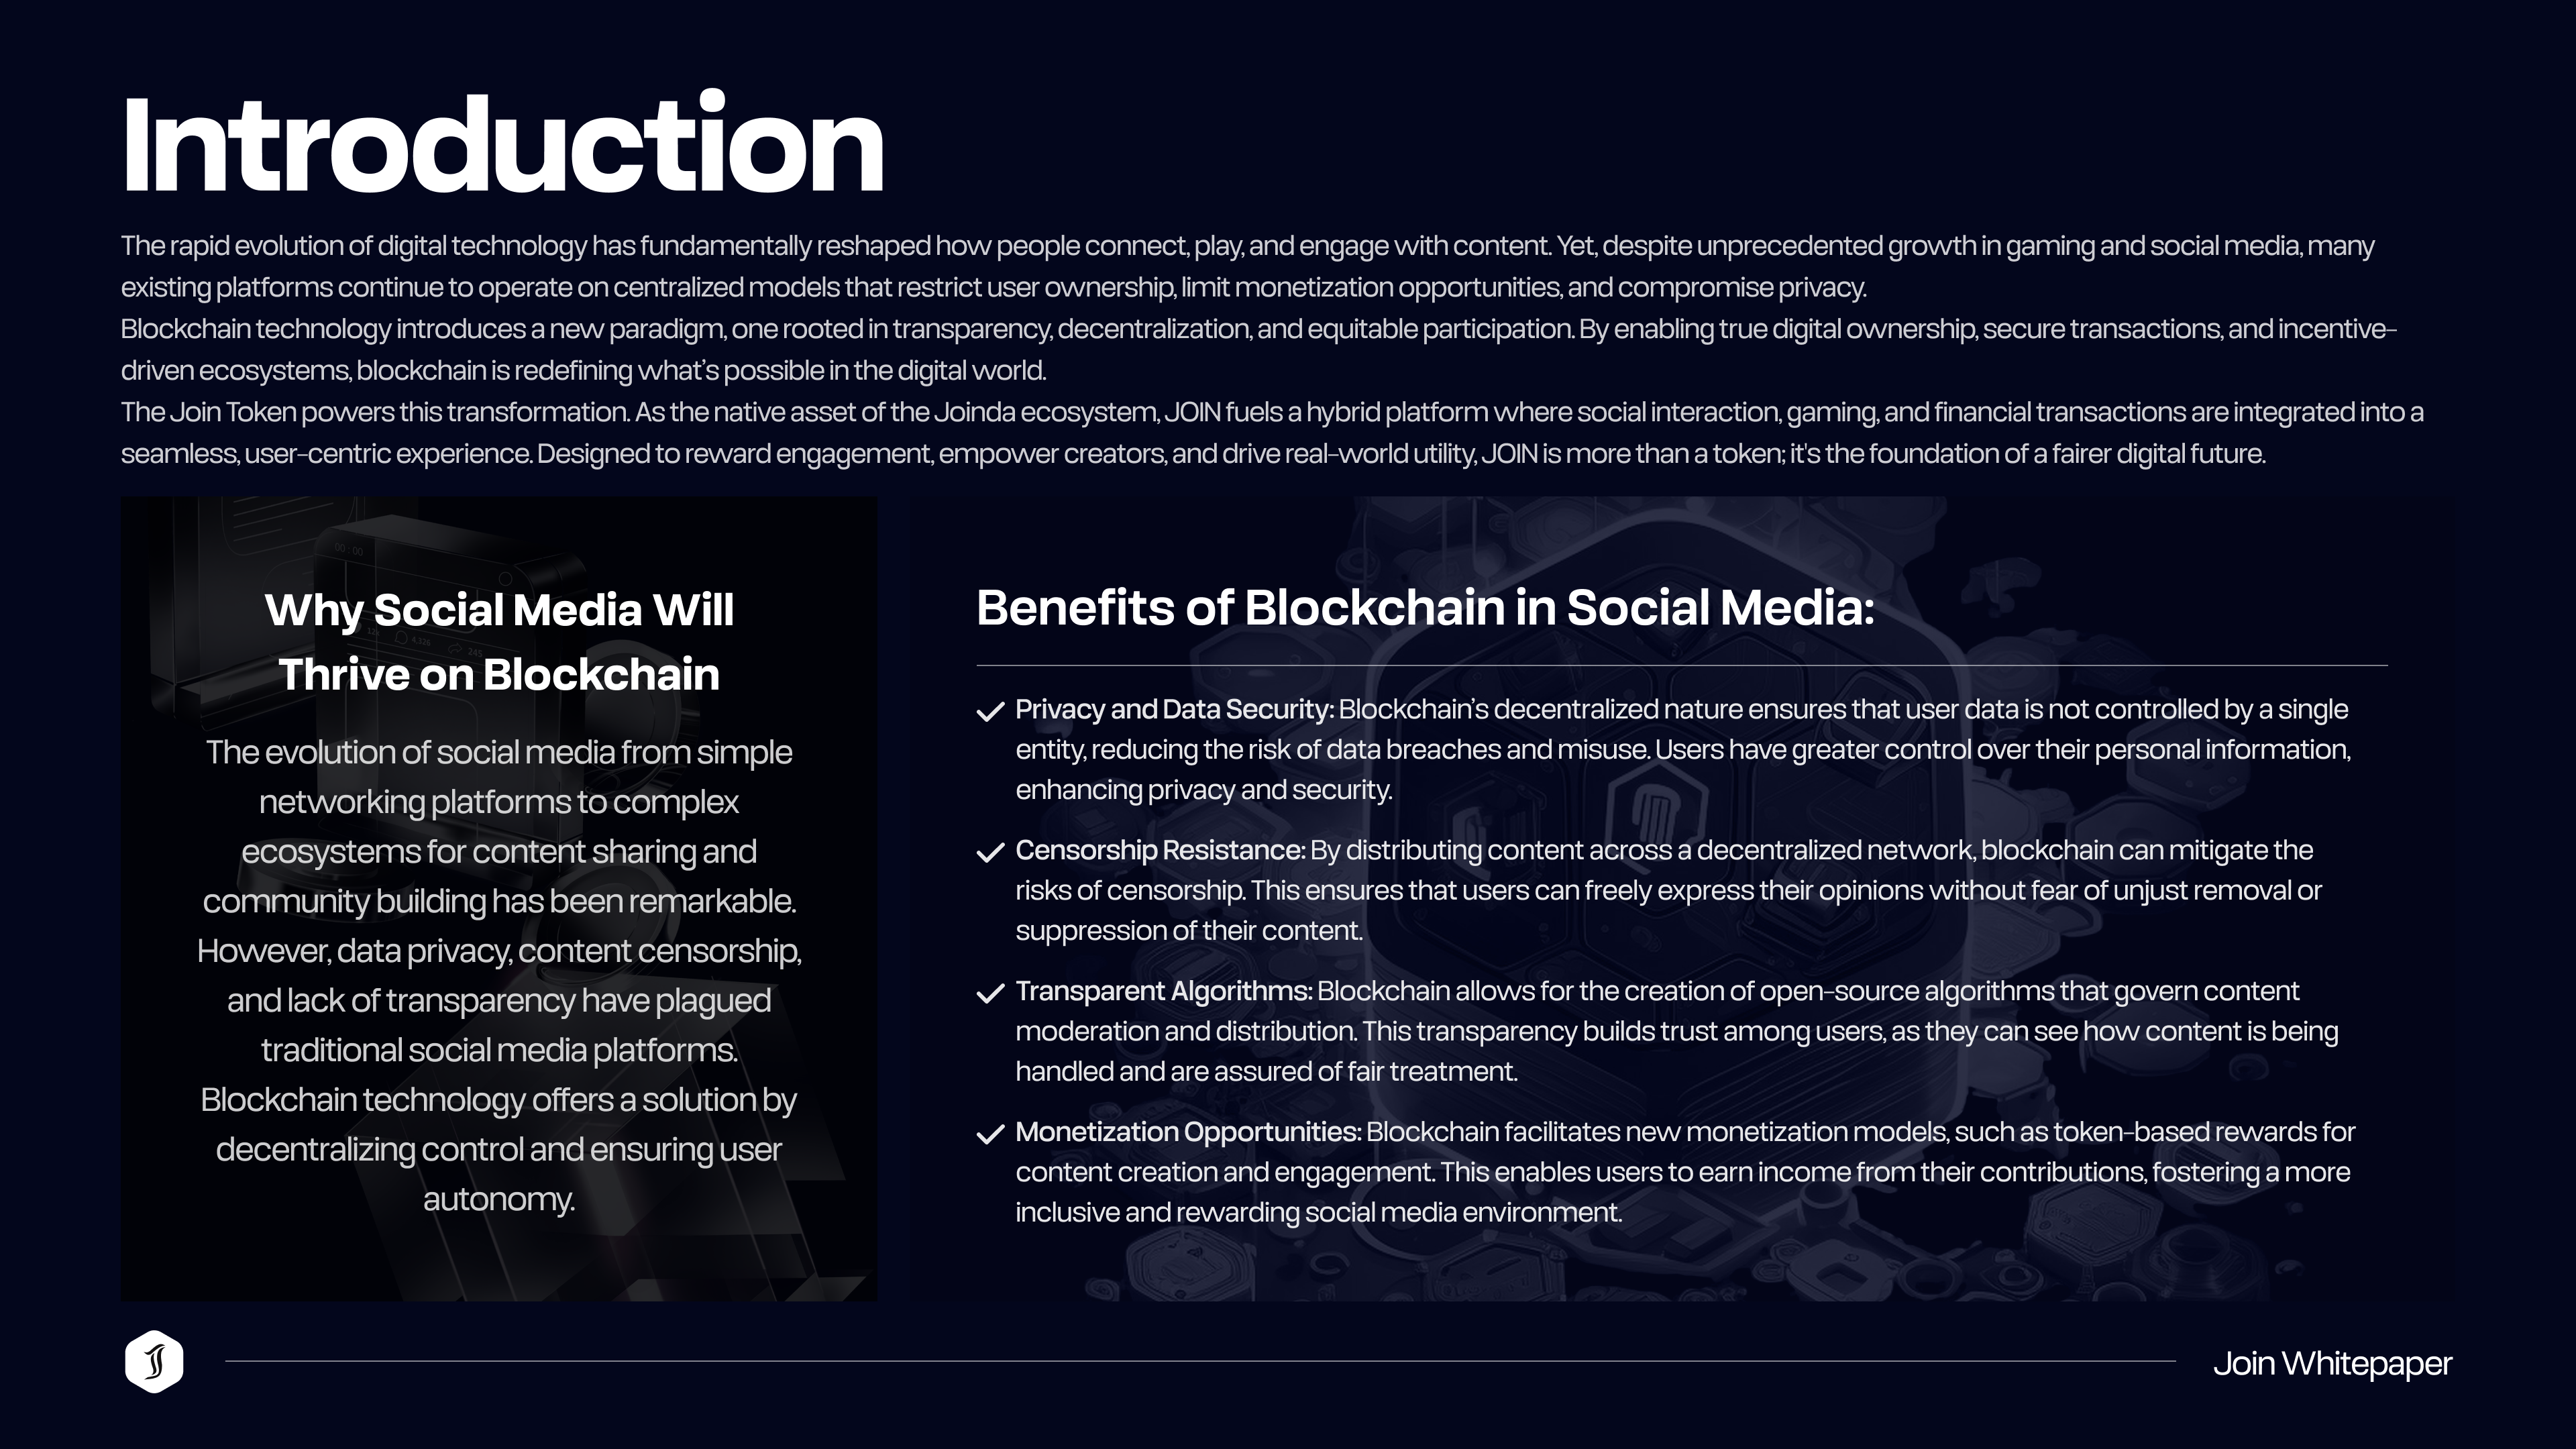 Introduction
The rapid evolution of digital technology has fundamentally reshaped how people connect, play, and engage with content. Yet, despite unprecedented growth in gaming and social media, many
existing platforms continue to operate on centralized models that restrict user ownership, limit monetization opportunities, and compromise privacy.
Blockchain technology introduces a new paradigm, one rooted in transparency, decentralization, and equitable participation. By enabling true digital ownership, secure transactions, and incentive-
driven ecosystems, blockchain is redefining what’s possible in the digital world.
The Join Token powers this transformation. As the native asset of the Joinda ecosystem, JOIN fuels a hybrid platform where social interaction, gaming, and financial transactions are integrated into a
seamless, user-centric experience. Designed to reward engagement, empower creators, and drive real-world utility, JOIN is more than a token; it's the foundation of a fairer digital future.
00:00
12k 4,326 245
Why Social Media Will
Thrive on Blockchain
The evolution of social media from simple
networking platforms to complex
ecosystems for content sharing and
community building has been remarkable.
However, data privacy, content censorship,
and lack of transparency have plagued
traditional social media platforms.
Blockchain technology offers a solution by
decentralizing control and ensuring user
autonomy.
Benefits of Blockchain in Social Media:
Privacy and Data Security: Blockchain’s decentralized nature ensures that user data is not controlled by a single
entity, reducing the risk of data breaches and misuse. Users have greater control over their personal information,
enhancing privacy and security.
Censorship Resistance: By distributing content across a decentralized network, blockchain can mitigate the
risks of censorship. This ensures that users can freely express their opinions without fear of unjust removal or
suppression of their content.
Transparent Algorithms: Blockchain allows for the creation of open-source algorithms that govern content
moderation and distribution. This transparency builds trust among users, as they can see how content is being
handled and are assured of fair treatment.
Monetization Opportunities: Blockchain facilitates new monetization models, such as token-based rewards for
content creation and engagement. This enables users to earn income from their contributions, fostering a more
inclusive and rewarding social media environment.
Join Whitepaper